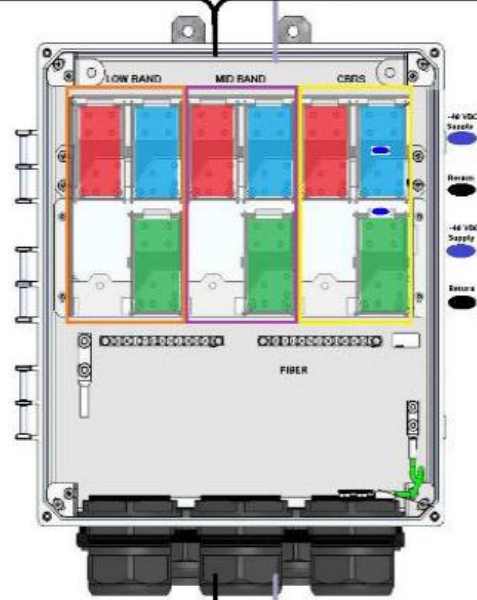 LOW BAND
MID BAND
CBRS
-48 VDC
Supply
Return
-48 VDC
Supply
Return
FIBER